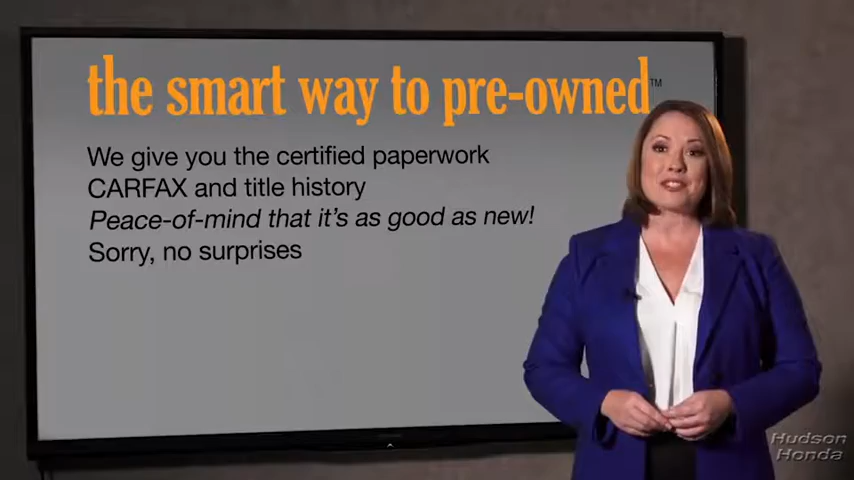 the smart way to pre-owned™
We give you the certified paperwork
CARFAX and title history
Peace-of-mind that it's as good as new!
Sorry, no surprises
Hudson
Honda